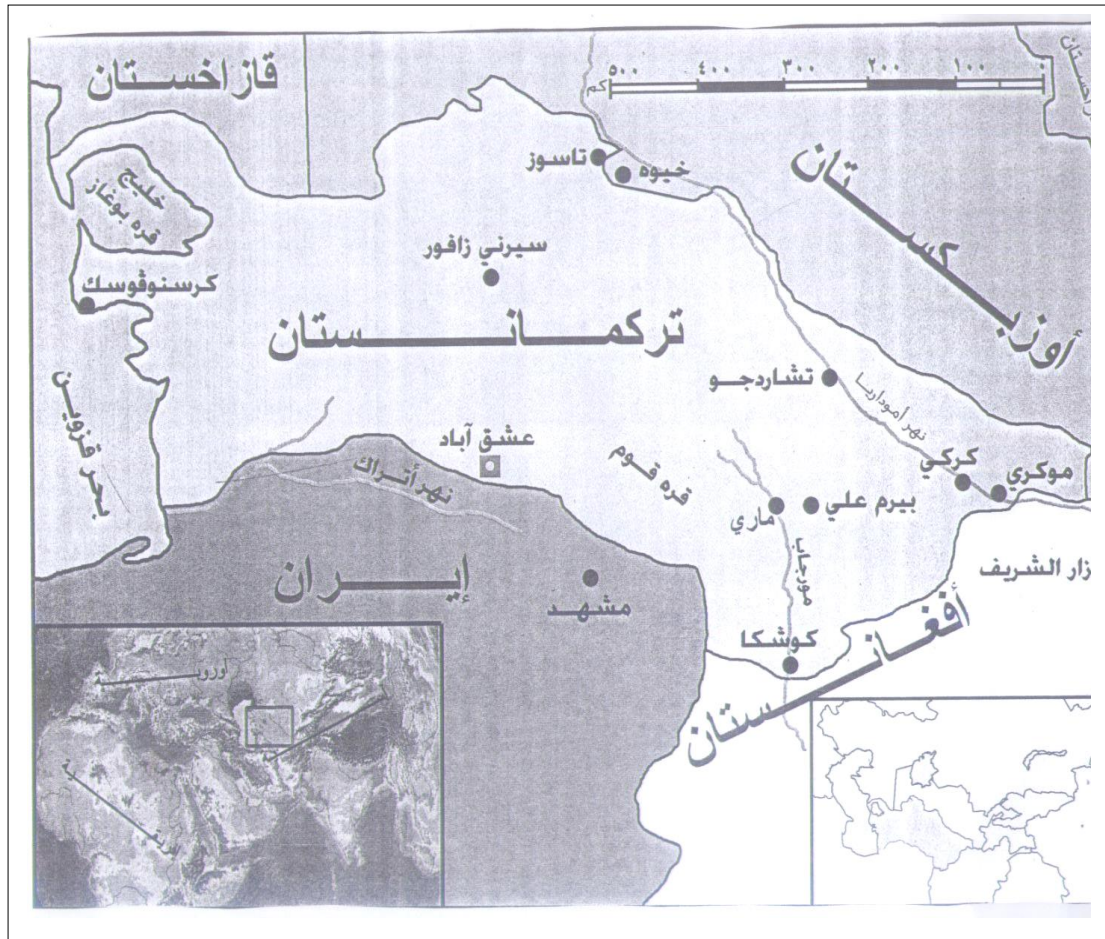 قازاخستان
٥٠٠ ٤٠٠ ٣٠٠ ٢٠٠ ١٠٠ ٠
كم
أوزبكستان
تاسوز
خيوه
خليج
قره بوغاز
سيرني زافور
كرسنوڤوسك
تركمانستان
تشاردجو
نهر أموداريا
بحر قزوين
عشق آباد
نهر أتراك
قره قوم
كركي
موكري
بيرم علي
ماري
مورجاب
زار الشريف
إيران
مشهد
كوشكا
أفغانستان